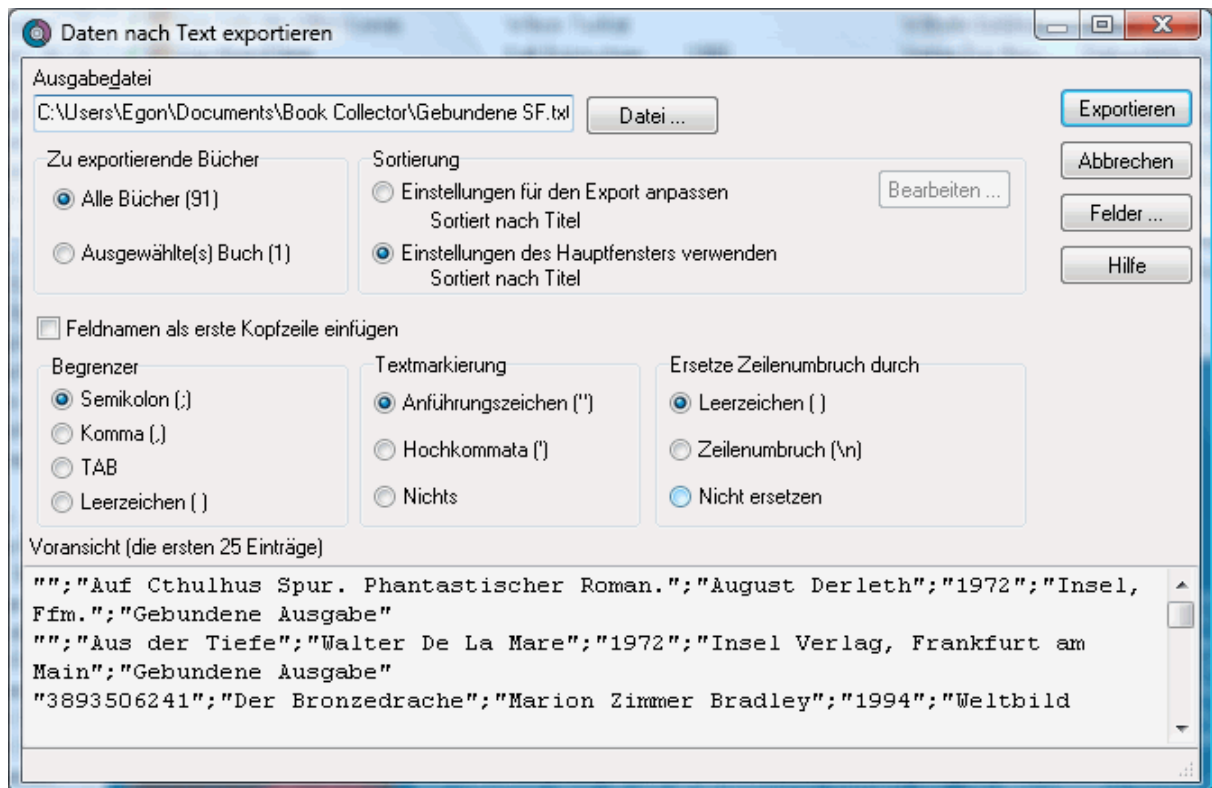 Daten nach Text exportieren
Ausgabedatei
C:\Users\Egon\Documents\Book Collector\Gebundene SF.txt
Datei ...
Exportieren
Zu exportierende Bücher
Sortierung
Abbrechen
Alle Bücher (91)
Einstellungen für den Export anpassen
Bearbeiten ...
Sortiert nach Titel
Felder ...
Ausgewählte(s) Buch (1)
Einstellungen des Hauptfensters verwenden
Sortiert nach Titel
Hilfe
Feldnamen als erste Kopfzeile einfügen
Begrenzer
Textmarkierung
Ersetze Zeilenumbruch durch
Semikolon (;)
Anführungszeichen (")
Leerzeichen ( )
Komma (,)
Hochkommata (')
Zeilenumbruch (\n)
TAB
Leerzeichen ( )
Nichts
Nicht ersetzen
Voransicht (die ersten 25 Einträge)
"";"Auf Cthulhus Spur. Phantastischer Roman.";"August Derleth";"1972";"Insel,
Ffm.";"Gebundene Ausgabe"
"";"Aus der Tiefe";"Walter De La Mare";"1972";"Insel Verlag, Frankfurt am
Main";"Gebundene Ausgabe"
"3893506241";"Der Bronzedrache";"Marion Zimmer Bradley";"1994";"Weltbild